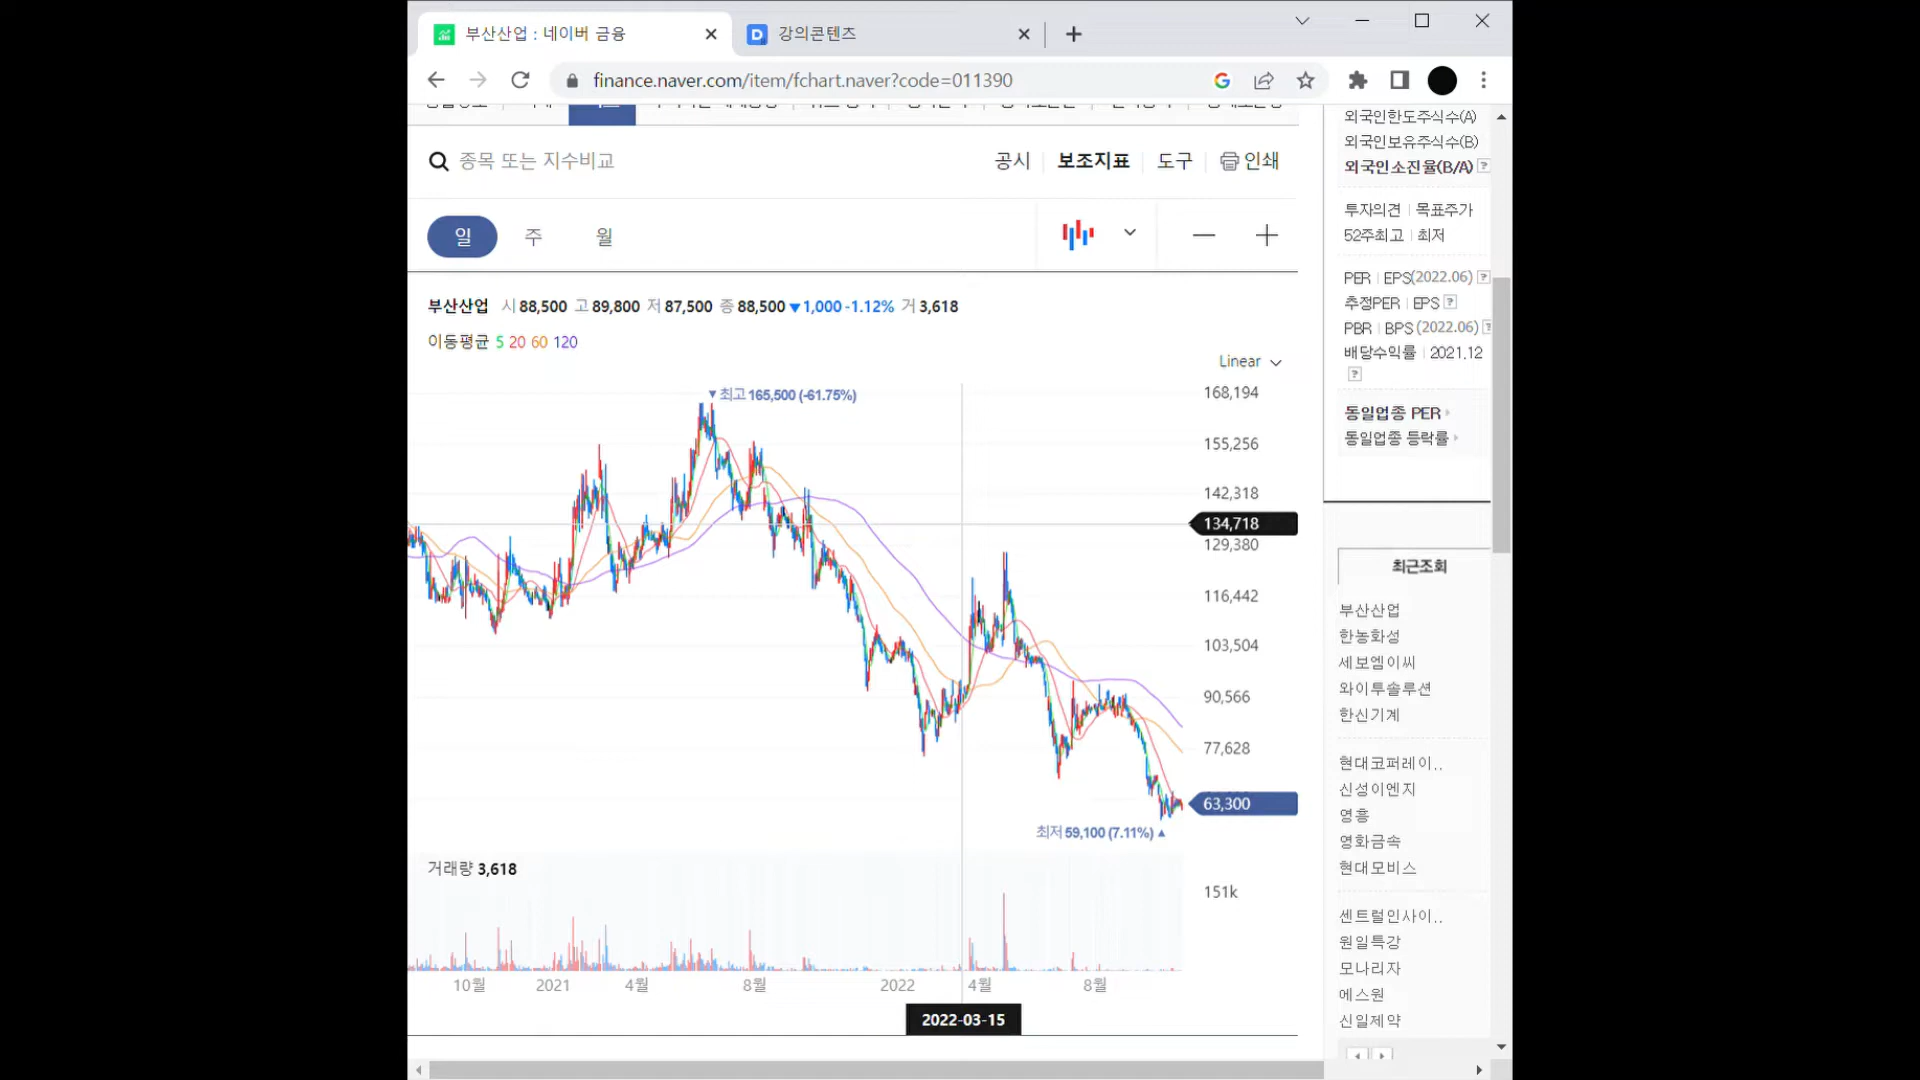 부산산업 : 네이버 금융
강의콘텐츠
finance.naver.com/item/fchart.naver?code=011390
종목 또는 지수비교
공시 보조지표 도구 인쇄
일 주 월
부산산업 시 88,500 고 89,800 저 87,500 종 88,500 ▼1,000 -1.12% 거 3,618
이동평균 5 20 60 120
Linear
▼최고 165,500 (-61.75%)
168,194
155,256
142,318
134,718
129,380
116,442
103,504
90,566
77,628
63,300
최저 59,100 (7.11%) ▲
거래량 3,618
151k
10월 2021 4월 8월 2022 4월 8월
2022-03-15
외국인한도주식수(A)
외국인보유주식수(B)
외국인소진율(B/A) ?
투자의견 | 목표주가
52주최고 | 최저
PER | EPS(2022.06) ?
추정PER | EPS ?
PBR | BPS (2022.06) ?
배당수익률 | 2021.12
?
동일업종 PER
동일업종 등락률
최근조회
부산산업
한농화성
세보엠이씨
와이투솔루션
한신기계
현대코퍼레이..
신성이엔지
영흥
영화금속
현대모비스
센트럴인사이..
원일특강
모나리자
에스원
신일제약